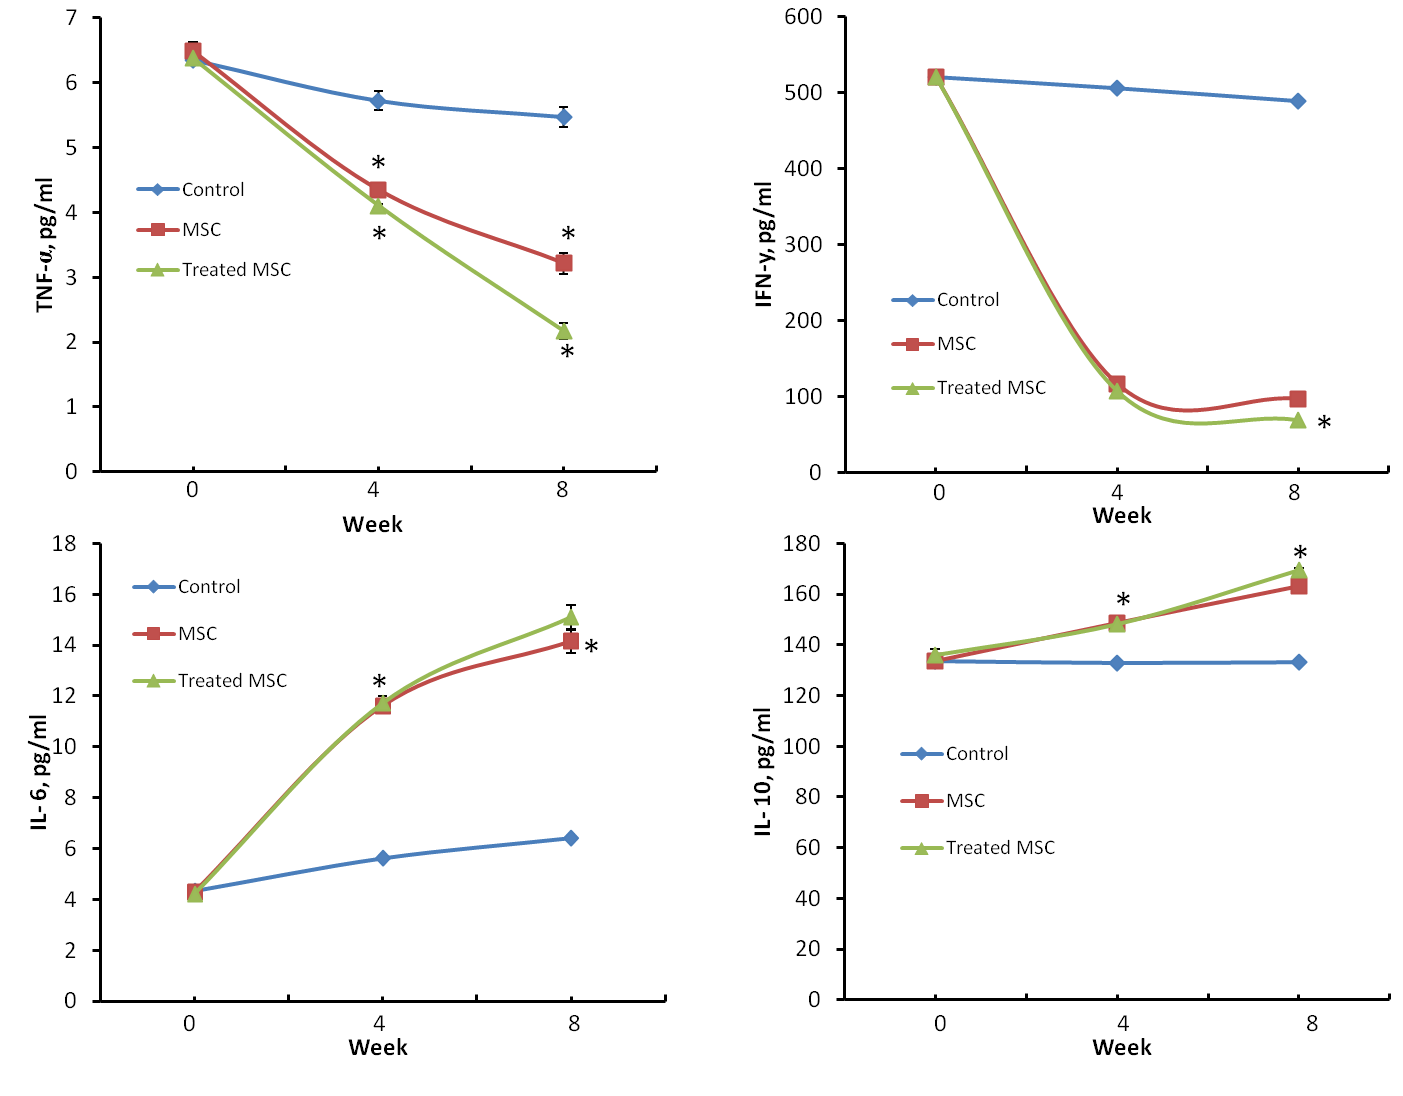 7
6
5
4
3
2
1
0
TNF-α, pg/ml
*
*
*
*
Control
MSC
Treated MSC
0 4 8
Week
600
500
400
300
200
100
0
IFN-y, pg/ml
Control
MSC
Treated MSC
*
0 4 8
Week
18
16
14
12
10
8
6
4
2
0
IL- 6, pg/ml
Control
MSC
Treated MSC
*
*
0 4 8
Week
180
160
140
120
100
80
60
40
20
0
IL- 10, pg/ml
*
*
Control
MSC
Treated MSC
0 4 8
Week